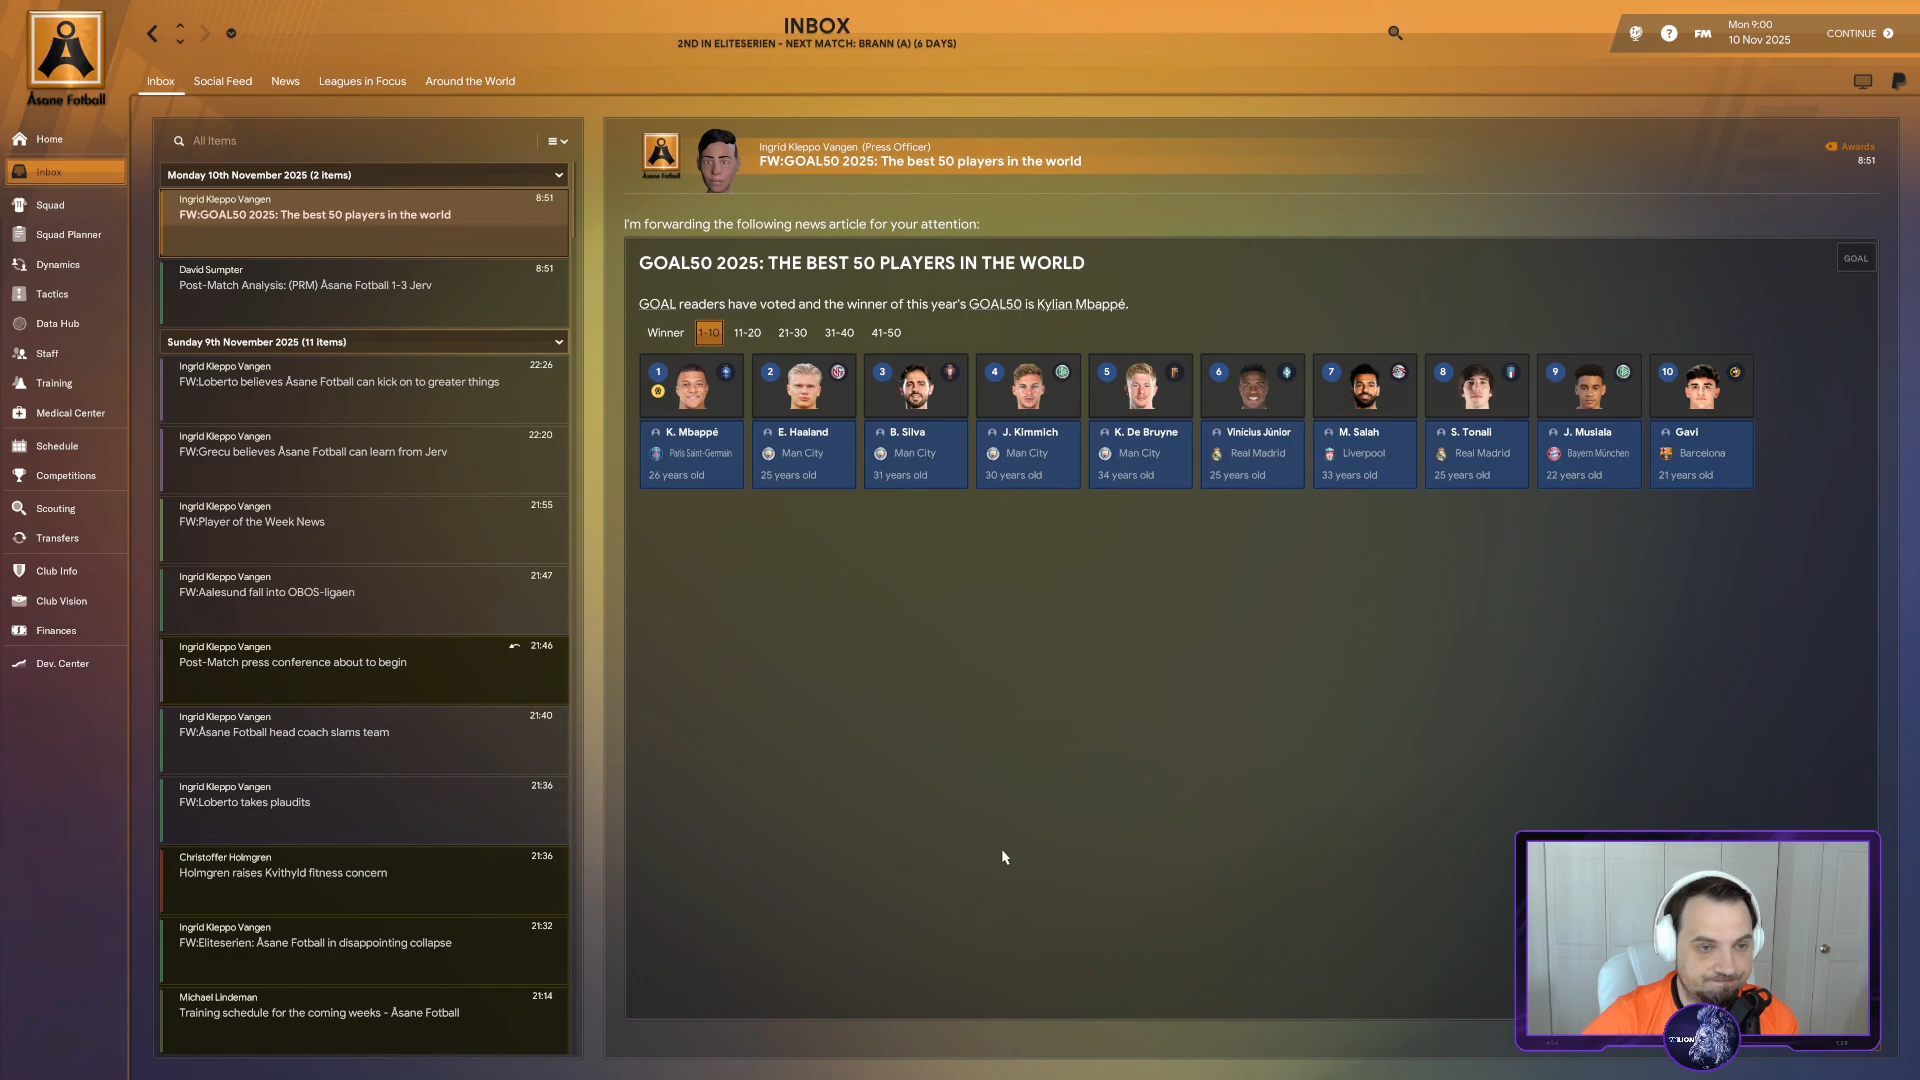 INBOX
2ND IN ELITESERIEN - NEXT MATCH: BRANN (A) (6 DAYS)
FM
Mon 9:00
10 Nov 2025
CONTINUE
Åsane Fotball
Inbox
Social Feed
News
Leagues in Focus
Around the World
Home
Inbox
Squad
Squad Planner
Dynamics
Tactics
Data Hub
Staff
Training
Medical Center
Schedule
Competitions
Scouting
Transfers
Club Info
Club Vision
Finances
Dev. Center
All Items
Monday 10th November 2025 (2 items)
Ingrid Kleppo Vangen 8:51
FW:GOAL50 2025: The best 50 players in the world
David Sumpter 8:51
Post-Match Analysis: (PRM) Åsane Fotball 1-3 Jerv
Sunday 9th November 2025 (11 items)
Ingrid Kleppo Vangen 22:26
FW:Loberto believes Åsane Fotball can kick on to greater things
Ingrid Kleppo Vangen 22:20
FW:Grecu believes Åsane Fotball can learn from Jerv
Ingrid Kleppo Vangen 21:55
FW:Player of the Week News
Ingrid Kleppo Vangen 21:47
FW:Aalesund fall into OBOS-ligaen
Ingrid Kleppo Vangen 21:46
Post-Match press conference about to begin
Ingrid Kleppo Vangen 21:40
FW:Åsane Fotball head coach slams team
Ingrid Kleppo Vangen 21:36
FW:Loberto takes plaudits
Christoffer Holmgren 21:36
Holmgren raises Kvithyld fitness concern
Ingrid Kleppo Vangen 21:32
FW:Eliteserien: Åsane Fotball in disappointing collapse
Michael Lindeman 21:14
Training schedule for the coming weeks - Åsane Fotball
Åsane Fotball
Ingrid Kleppo Vangen (Press Officer)
FW:GOAL50 2025: The best 50 players in the world
Awards
8:51
I'm forwarding the following news article for your attention:
GOAL50 2025: THE BEST 50 PLAYERS IN THE WORLD
GOAL
GOAL readers have voted and the winner of this year's GOAL50 is Kylian Mbappé.
Winner 1-10 11-20 21-30 31-40 41-50
1 2 3 4 5 6 7 8 9 10
K. Mbappé E. Haaland B. Silva J. Kimmich K. De Bruyne Vinícius Júnior M. Salah S. Tonali J. Musiala Gavi
Paris Saint-Germain Man City Man City Man City Man City Real Madrid Liverpool Real Madrid Bayern München Barcelona
26 years old 25 years old 31 years old 30 years old 34 years old 25 years old 33 years old 25 years old 22 years old 21 years old